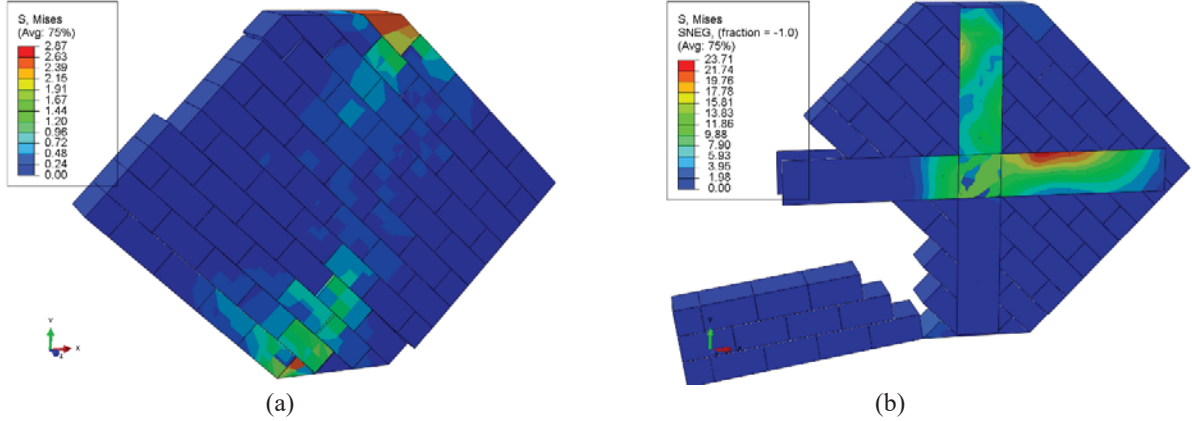 S, Mises
(Avg: 75%)
2.87
2.63
2.39
2.15
1.91
1.67
1.44
1.20
0.96
0.72
0.48
0.24
0.00
Y
X
(a)
S, Mises
SNEG, (fraction = -1.0)
(Avg: 75%)
23.71
21.74
19.76
17.78
15.81
13.83
11.86
9.88
7.90
5.93
3.95
1.98
0.00
Y
X
(b)